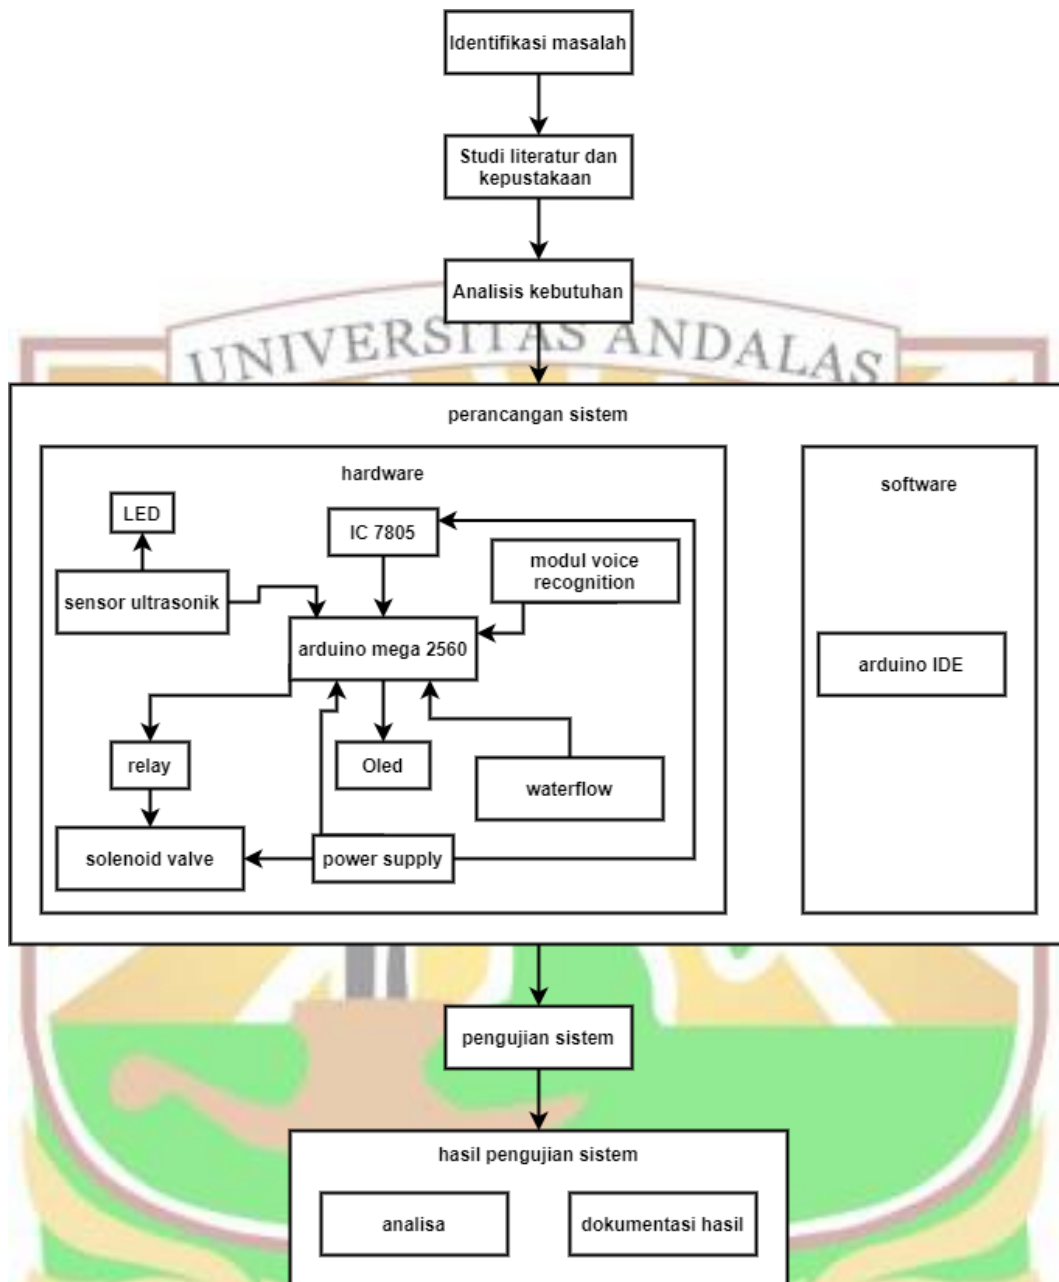 Identifikasi masalah
Studi literatur dan
kepustakaan
Analisis kebutuhan
UNIVERSITAS ANDALAS
perancangan sistem
hardware
software
LED
IC 7805
modul voice
recognition
sensor ultrasonik
arduino mega 2560
arduino IDE
relay
Oled
waterflow
solenoid valve
power supply
pengujian sistem
hasil pengujian sistem
analisa
dokumentasi hasil